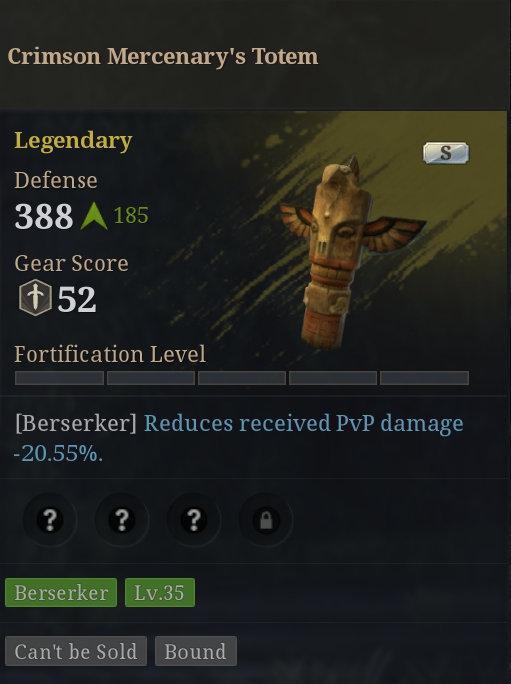 Crimson Mercenary's Totem
Legendary
S
Defense
388 185
Gear Score
52
Fortification Level
[Berserker] Reduces received PvP damage
-20.55%.
? ? ?
Berserker Lv.35
Can't be Sold Bound